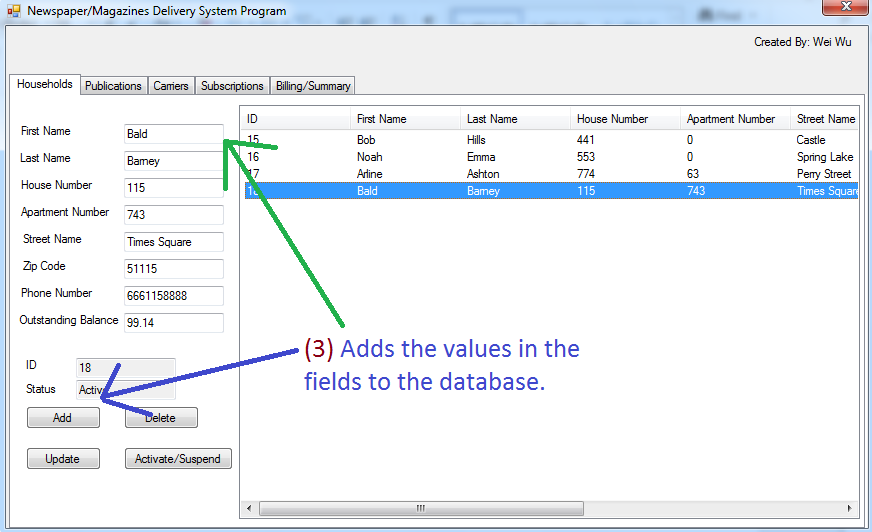 Newspaper/Magazines Delivery System Program
Created By: Wei Wu
Households Publications Carriers Subscriptions Billing/Summary
ID First Name Last Name House Number Apartment Number Street Name
15 Bob Hills 441 0 Castle
16 Noah Emma 553 0 Spring Lake
17 Arline Ashton 774 63 Perry Street
18 Bald Barney 115 743 Times Square
First Name Bald
Last Name Barney
House Number 115
Apartment Number 743
Street Name Times Square
Zip Code 51115
Phone Number 6661158888
Outstanding Balance 99.14
(3) Adds the values in the
fields to the database.
ID 18
Status Activ
Add Delete
Update Activate/Suspend